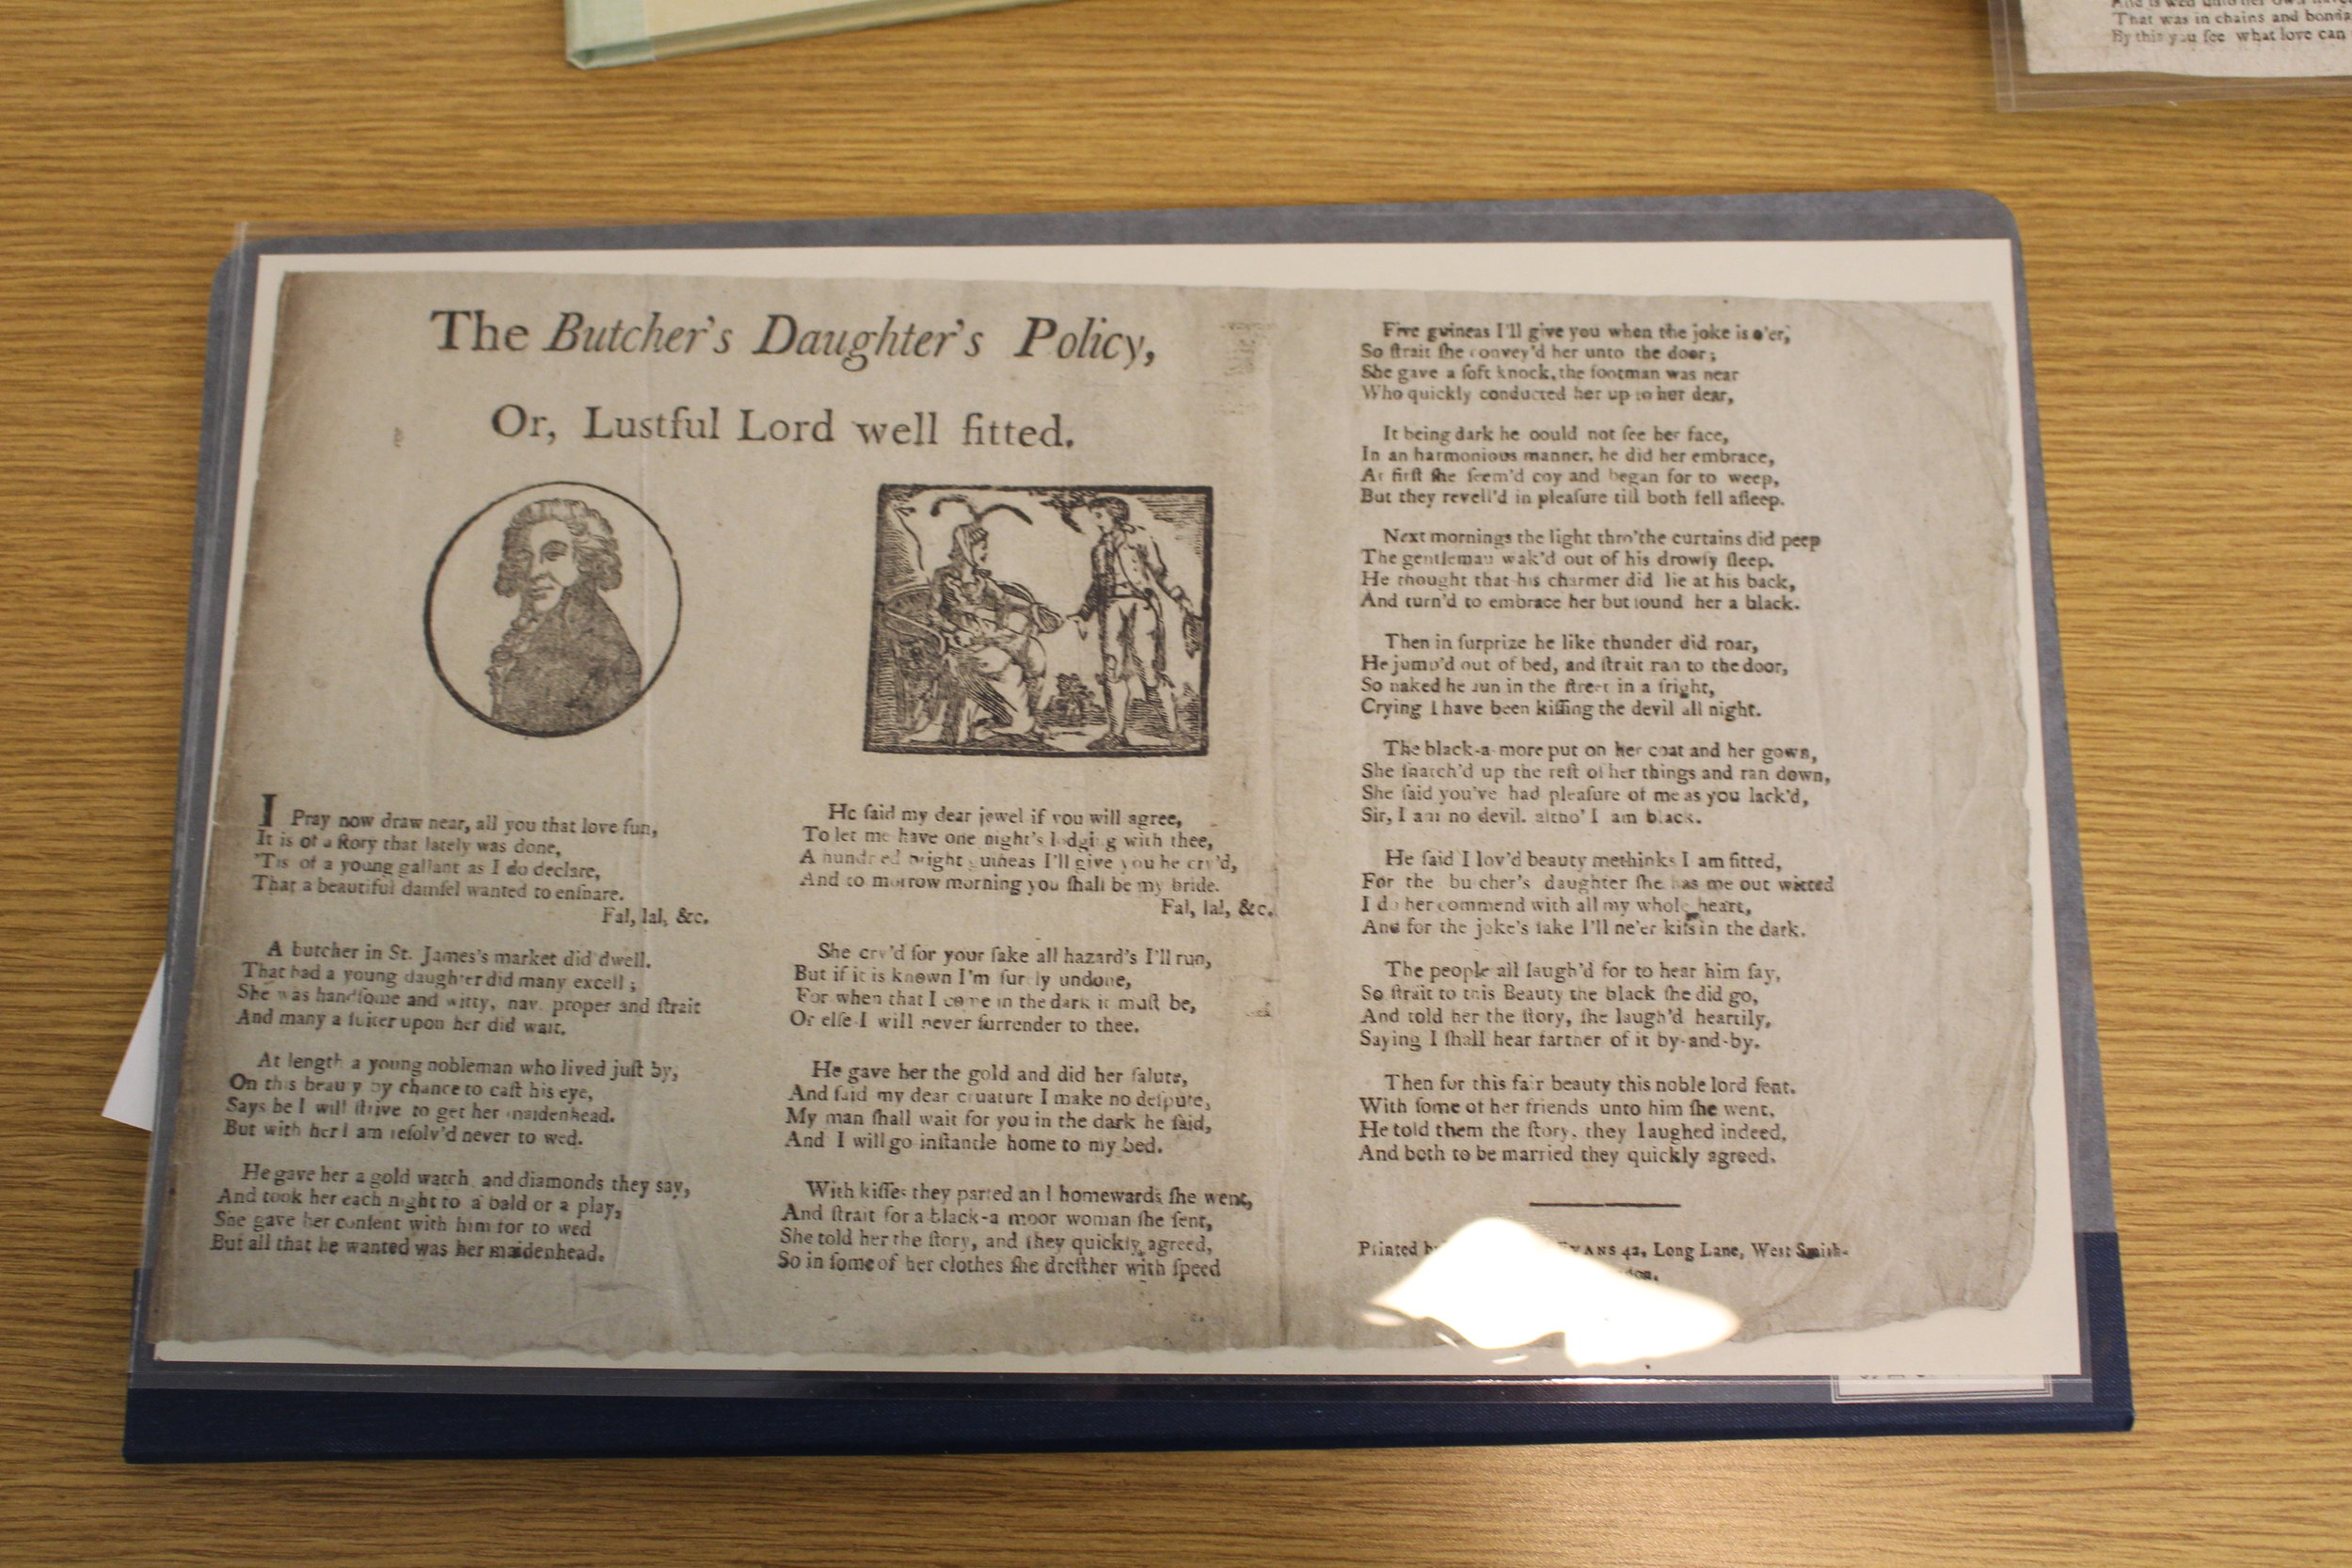 The Butcher's Daughter's Policy,
Or, Lustful Lord well fitted.
I Pray now draw near, all you that love fun,
It is of a ſtory that lately was done,
'Tis of a young gallant as I do declare,
That a beautiful damſel wanted to enſnare.
Fal, lal, &c.
A butcher in St. James's market did dwell.
That had a young daughter did many excell;
She was handſome and witty, nay proper and ſtrait
And many a ſuiter upon her did wait.
At length a young nobleman who lived juſt by,
On this beauty by chance to caſt his eye,
Says he I will ſtrive to get her maidenhead.
But with her I am reſolv'd never to wed.
He gave her a gold watch and diamonds they say,
And took her each night to a bald or a play,
She gave her conſent with him for to wed
But all that he wanted was her maidenhead.
He ſaid my dear jewel if you will agree,
To let me have one night's lodging with thee,
A hundred bright guineas I'll give you he cry'd,
And to morrow morning you ſhall be my bride.
Fal, lal, &c.
She cry'd for your ſake all hazard's I'll run,
But if it is known I'm ſurely undone,
For when that I come in the dark it muſt be,
Or elſe I will never ſurrender to thee.
He gave her the gold and did her ſalute,
And ſaid my dear cruature I make no deſpute,
My man ſhall wait for you in the dark he ſaid,
And I will go inſtantle home to my bed.
With kiſſes they parted and homewards ſhe went,
And ſtrait for a black-a moor woman ſhe ſent,
She told her the ſtory, and they quickly agreed,
So in ſome of her clothes ſhe dreſther with ſpeed
Five guineas I'll give you when the joke is o'er,
So ſtrait ſhe convey'd her unto the door;
She gave a ſoft knock, the footman was near
Who quickly conducted her up to her dear,
It being dark he oould not ſee her face,
In an harmonious manner, he did her embrace,
At firſt ſhe ſeem'd coy and began for to weep,
But they revell'd in pleaſure till both fell aſleep.
Next mornings the light thro'the curtains did peep
The gentleman wak'd out of his drowſy ſleep.
He thought that his charmer did lie at his back,
And turn'd to embrace her but found her a black.
Then in ſurprize he like thunder did roar,
He jump'd out of bed, and ſtrait ran to the door,
So naked he run in the ſtreet in a fright,
Crying I have been kiſſing the devil all night.
The black-a-more put on her coat and her gown,
She ſnatch'd up the reſt of her things and ran down,
She ſaid you've had pleaſure of me as you lack'd,
Sir, I am no devil. altho' I am black.
He ſaid I lov'd beauty methinks I am fitted,
For the butcher's daughter ſhe has me out witted
I do her commend with all my whole heart,
And for the joke's ſake I'll ne'er kiſs in the dark.
The people all laugh'd for to hear him ſay,
So ſtrait to this Beauty the black ſhe did go,
And told her the ſtory, ſhe laugh'd heartily,
Saying I ſhall hear farther of it by-and-by.
Then for this fair beauty this noble lord ſent.
With ſome of her friends unto him ſhe went,
He told them the ſtory, they laughed indeed,
And both to be married they quickly agreed.
Printed by EVANS 42, Long Lane, West Smith-
That was in chains and
By this you ſee what love can